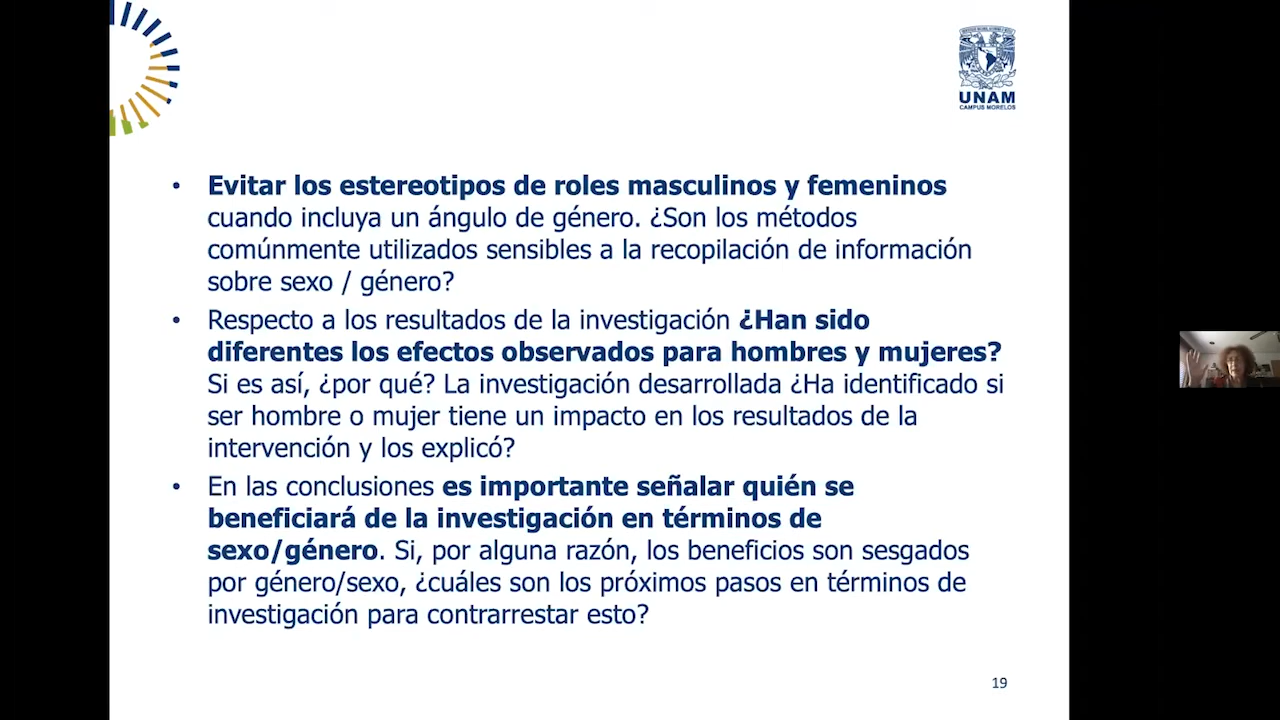 UNAM
CAMPUS MORELOS
• Evitar los estereotipos de roles masculinos y femeninos
cuando incluya un ángulo de género. ¿Son los métodos
comúnmente utilizados sensibles a la recopilación de información
sobre sexo / género?
• Respecto a los resultados de la investigación ¿Han sido
diferentes los efectos observados para hombres y mujeres?
Si es así, ¿por qué? La investigación desarrollada ¿Ha identificado si
ser hombre o mujer tiene un impacto en los resultados de la
intervención y los explicó?
• En las conclusiones es importante señalar quién se
beneficiará de la investigación en términos de
sexo/género. Si, por alguna razón, los beneficios son sesgados
por género/sexo, ¿cuáles son los próximos pasos en términos de
investigación para contrarrestar esto?
19